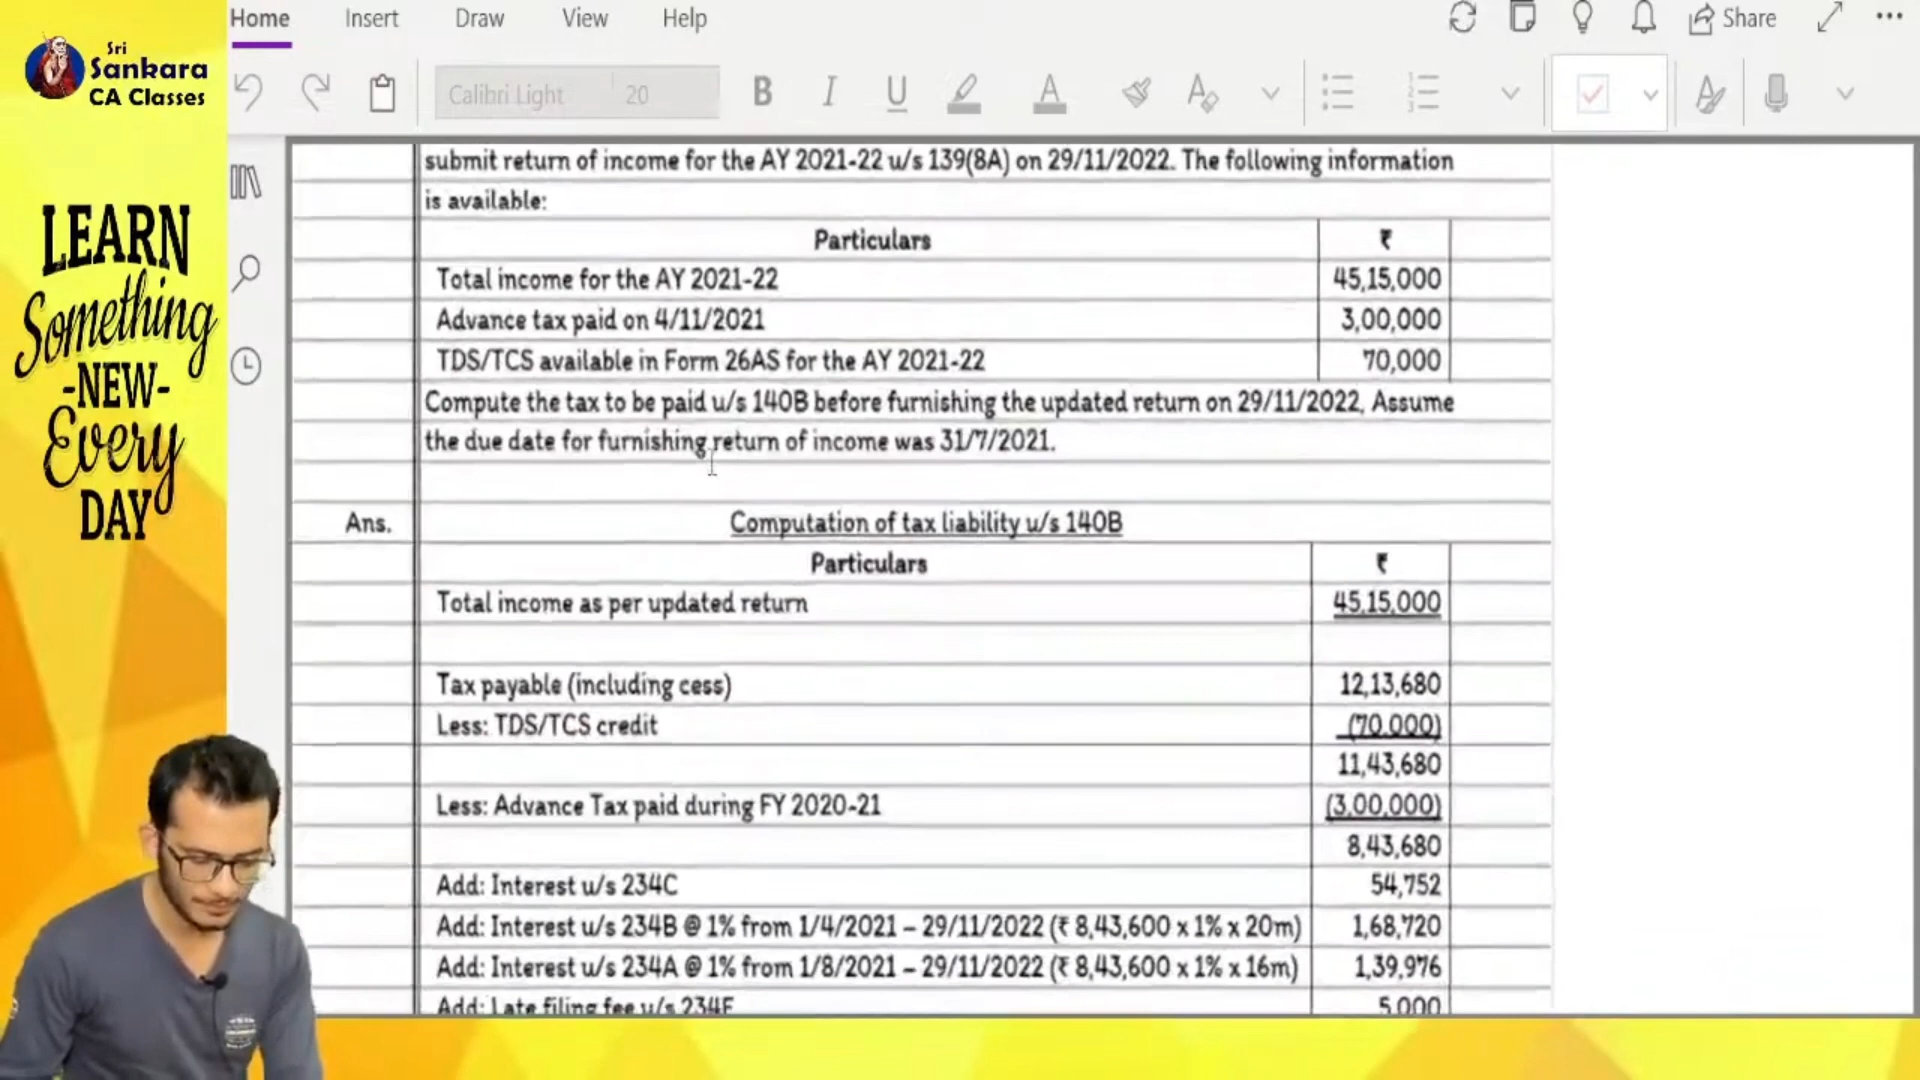 Home Insert Draw View Help Share
Sri
Sankara
CA Classes
Calibri Light 20 B I U A A
LEARN
Something
-NEW-
Every
DAY
submit return of income for the AY 2021-22 u/s 139(8A) on 29/11/2022. The following information
is available:
Particulars ₹
Total income for the AY 2021-22 45,15,000
Advance tax paid on 4/11/2021 3,00,000
TDS/TCS available in Form 26AS for the AY 2021-22 70,000
Compute the tax to be paid u/s 140B before furnishing the updated return on 29/11/2022. Assume
the due date for furnishing return of income was 31/7/2021.
Ans. Computation of tax liability u/s 140B
Particulars ₹
Total income as per updated return 45,15,000
Tax payable (including cess) 12,13,680
Less: TDS/TCS credit (70,000)
11,43,680
Less: Advance Tax paid during FY 2020-21 (3,00,000)
8,43,680
Add: Interest u/s 234C 54,752
Add: Interest u/s 234B @ 1% from 1/4/2021 – 29/11/2022 (₹ 8,43,600 x 1% x 20m) 1,68,720
Add: Interest u/s 234A @ 1% from 1/8/2021 – 29/11/2022 (₹ 8,43,600 x 1% x 16m) 1,39,976
Add: Late filing fee u/s 234F 5,000